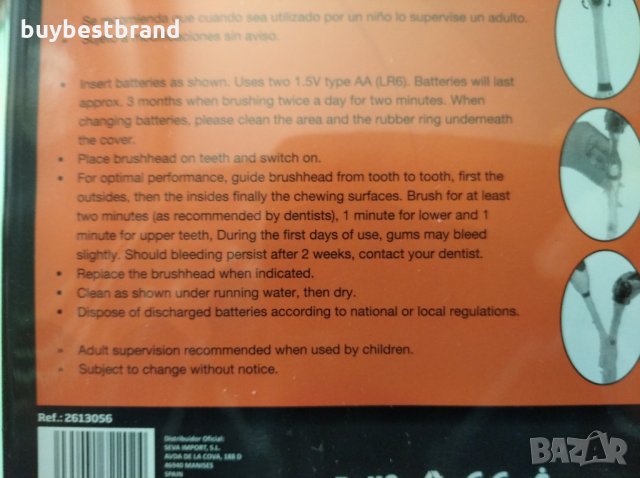 buybestbrand
Se recomienda que cuando sea utilizado por un niño lo supervise un adulto.
Sujeto a modificaciones sin aviso.
• Insert batteries as shown. Uses two 1.5V type AA (LR6). Batteries will last
approx. 3 months when brushing twice a day for two minutes. When
changing batteries, please clean the area and the rubber ring underneath
the cover.
• Place brushhead on teeth and switch on.
• For optimal performance, guide brushhead from tooth to tooth, first the
outsides, then the insides finally the chewing surfaces. Brush for at least
two minutes (as recommended by dentists), 1 minute for lower and 1
minute for upper teeth, During the first days of use, gums may bleed
slightly. Should bleeding persist after 2 weeks, contact your dentist.
• Replace the brushhead when indicated.
• Clean as shown under running water, then dry.
• Dispose of discharged batteries according to national or local regulations.
• Adult supervision recommended when used by children.
• Subject to change without notice.
Ref.: 2613056
Distribuidor Oficial:
SEVA IMPORT, S.L.
AVDA DE LA COVA, 188 D
46940 MANISES
SPAIN
BAZAR.BG